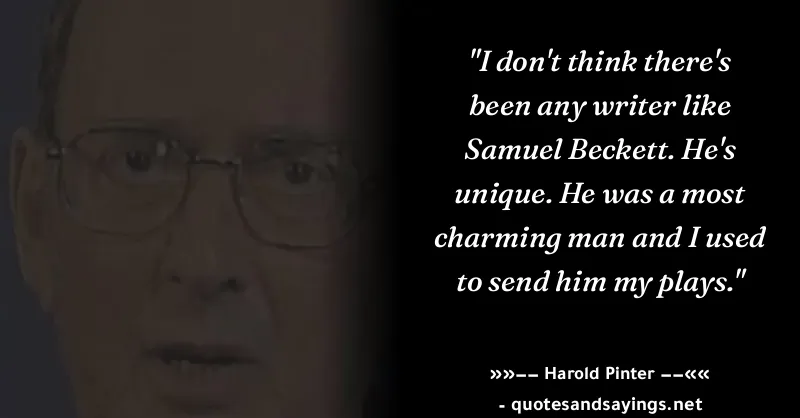 "I don't think there's
been any writer like
Samuel Beckett. He's
unique. He was a most
charming man and I used
to send him my plays."
»»−− Harold Pinter −−««
- quotesandsayings.net